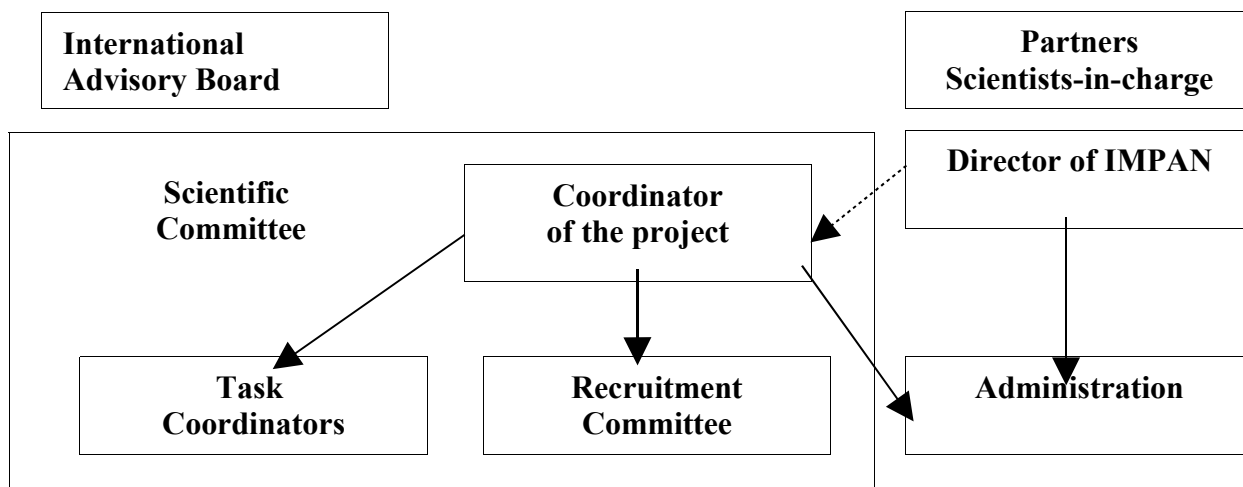 International
Advisory Board
Partners
Scientists-in-charge
Director of IMPAN
Scientific
Committee
Coordinator
of the project
Task
Coordinators
Recruitment
Committee
Administration